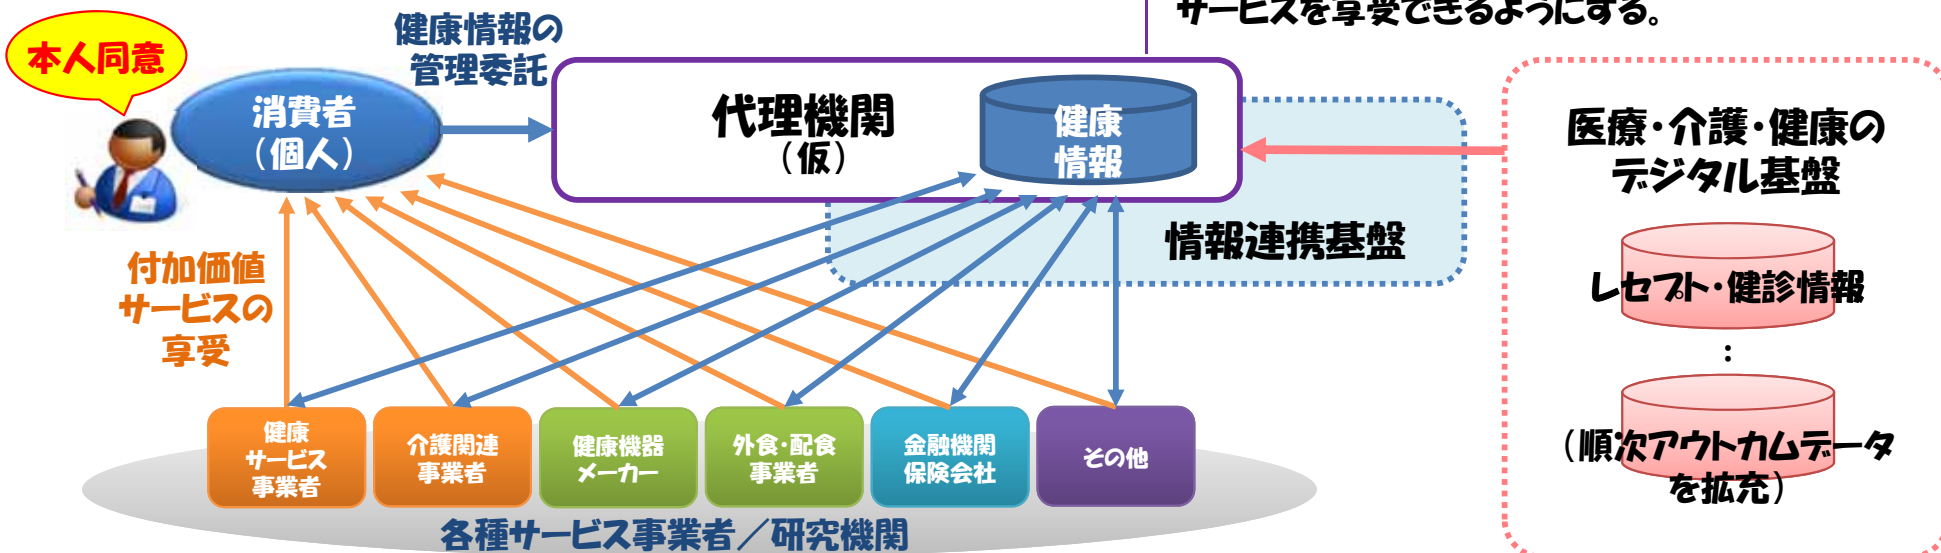 サービスを享受できるようにする。
本人同意
健康情報の
管理委託
消費者
（個人）
代理機関
（仮）
健康
情報
医療・介護・健康の
デジタル基盤
情報連携基盤
レセプト・健診情報
：
（順次アウトカムデータ
を拡充）
付加価値
サービスの
享受
健康
サービス
事業者
介護関連
事業者
健康機器
メーカー
外食・配食
事業者
金融機関
保険会社
その他
各種サービス事業者／研究機関